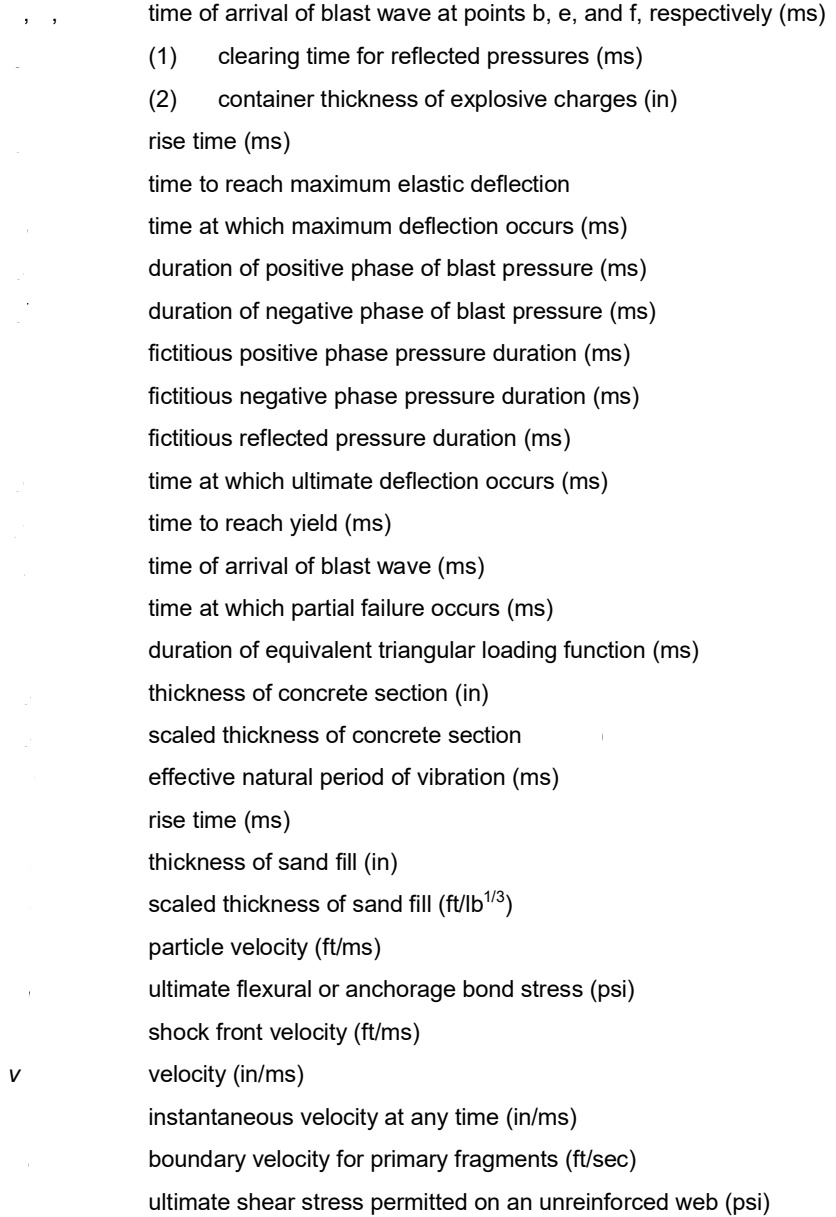 , , time of arrival of blast wave at points b, e, and f, respectively (ms)
(1) clearing time for reflected pressures (ms)
(2) container thickness of explosive charges (in)
rise time (ms)
time to reach maximum elastic deflection
time at which maximum deflection occurs (ms)
duration of positive phase of blast pressure (ms)
duration of negative phase of blast pressure (ms)
fictitious positive phase pressure duration (ms)
fictitious negative phase pressure duration (ms)
fictitious reflected pressure duration (ms)
time at which ultimate deflection occurs (ms)
time to reach yield (ms)
time of arrival of blast wave (ms)
time at which partial failure occurs (ms)
duration of equivalent triangular loading function (ms)
thickness of concrete section (in)
scaled thickness of concrete section
effective natural period of vibration (ms)
rise time (ms)
thickness of sand fill (in)
scaled thickness of sand fill (ft/lb^1/3)
particle velocity (ft/ms)
ultimate flexural or anchorage bond stress (psi)
shock front velocity (ft/ms)
v velocity (in/ms)
instantaneous velocity at any time (in/ms)
boundary velocity for primary fragments (ft/sec)
ultimate shear stress permitted on an unreinforced web (psi)